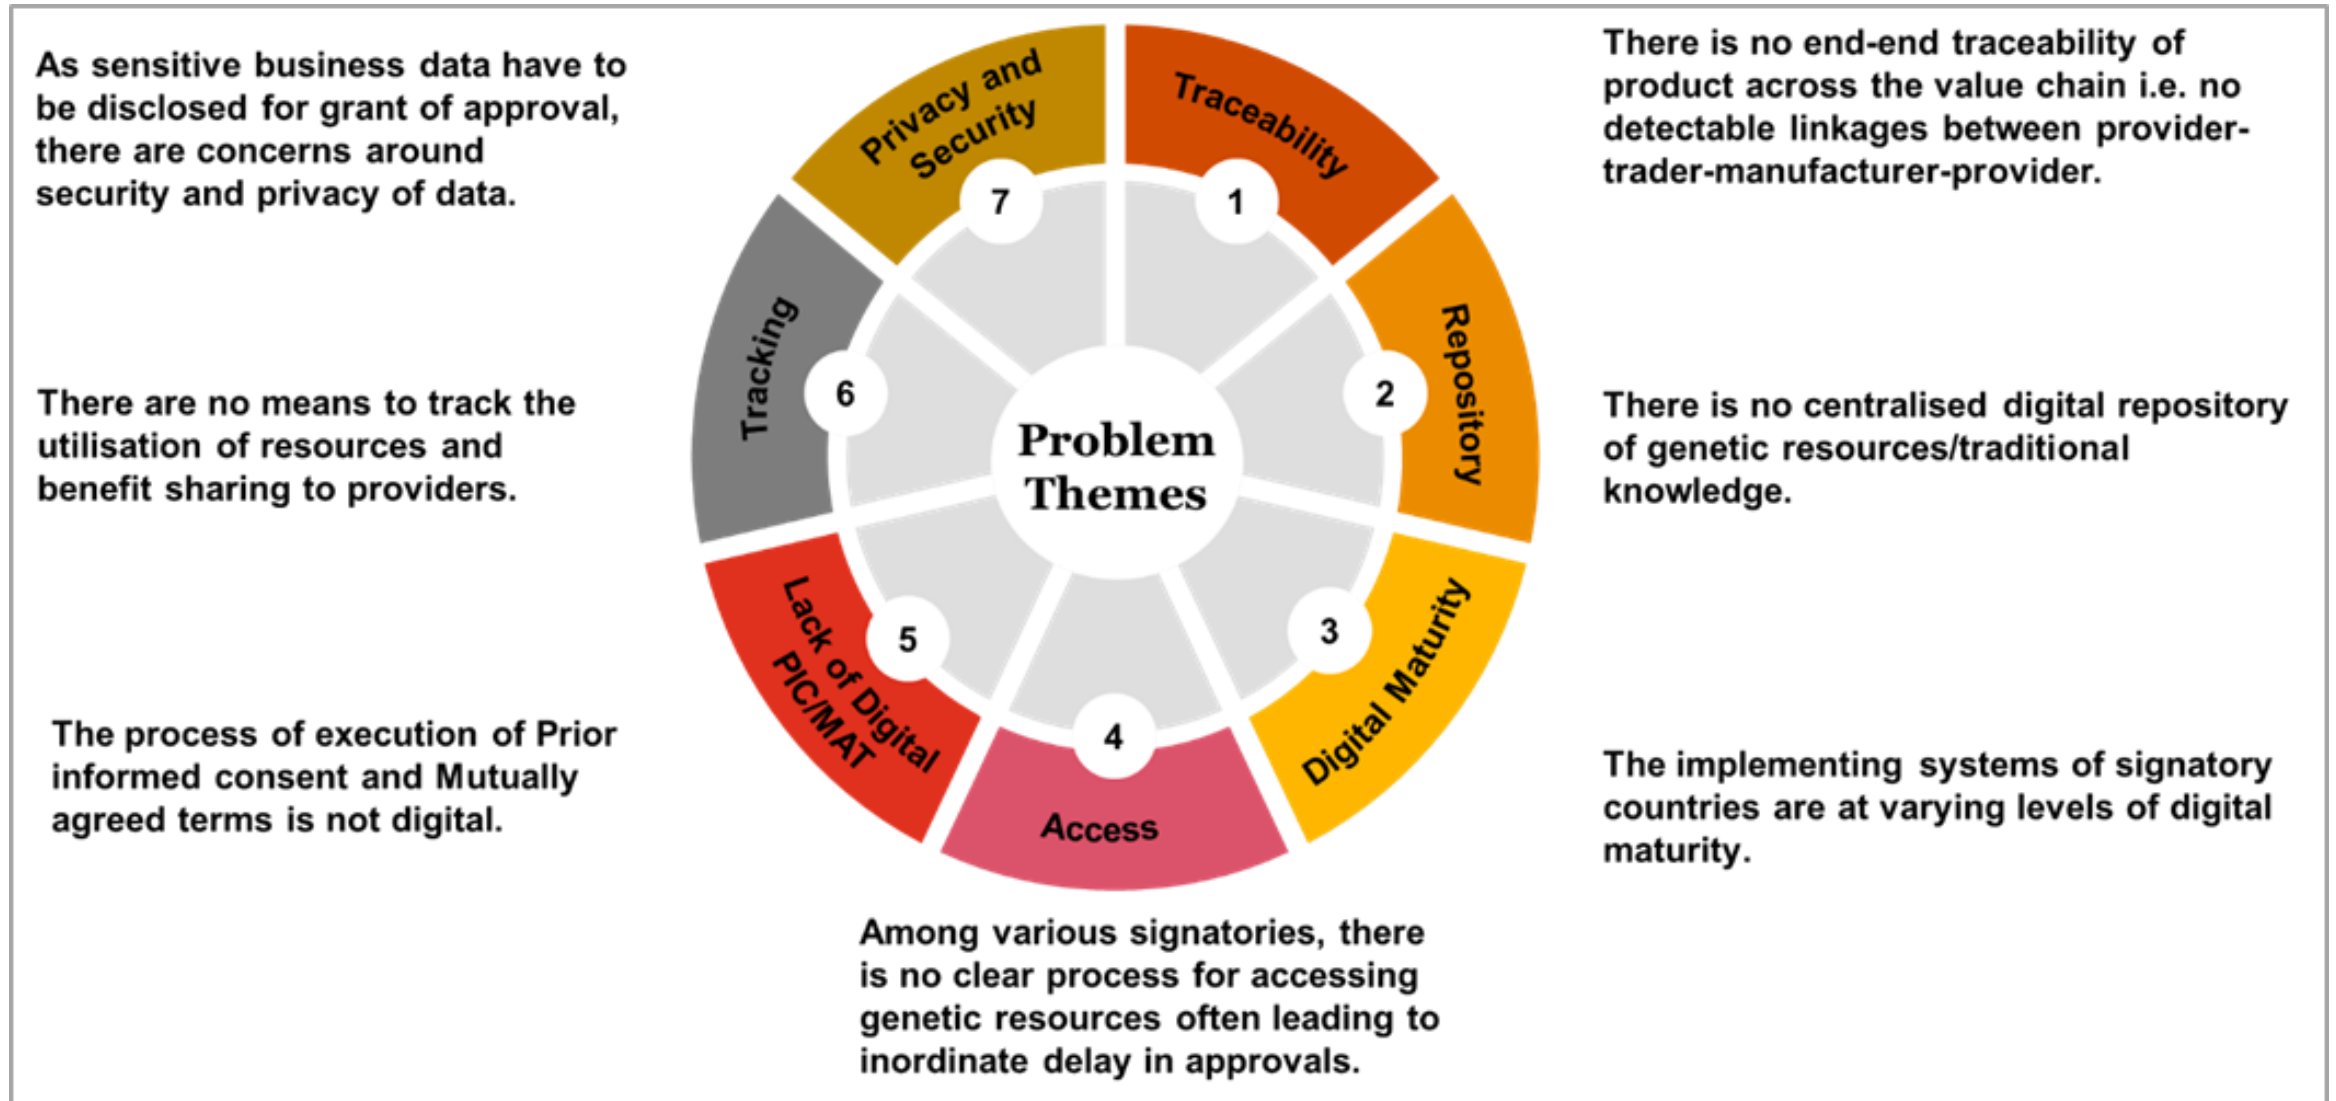 As sensitive business data have to
be disclosed for grant of approval,
there are concerns around
security and privacy of data.
There are no means to track the
utilisation of resources and
benefit sharing to providers.
The process of execution of Prior
informed consent and Mutually
agreed terms is not digital.
Privacy and
Security
7
Traceability
1
Repository
2
Digital Maturity
3
Access
4
Lack of Digital
PIC/MAT
5
Tracking
6
Problem
Themes
Among various signatories, there
is no clear process for accessing
genetic resources often leading to
inordinate delay in approvals.
There is no end-end traceability of
product across the value chain i.e. no
detectable linkages between provider-
trader-manufacturer-provider.
There is no centralised digital repository
of genetic resources/traditional
knowledge.
The implementing systems of signatory
countries are at varying levels of digital
maturity.